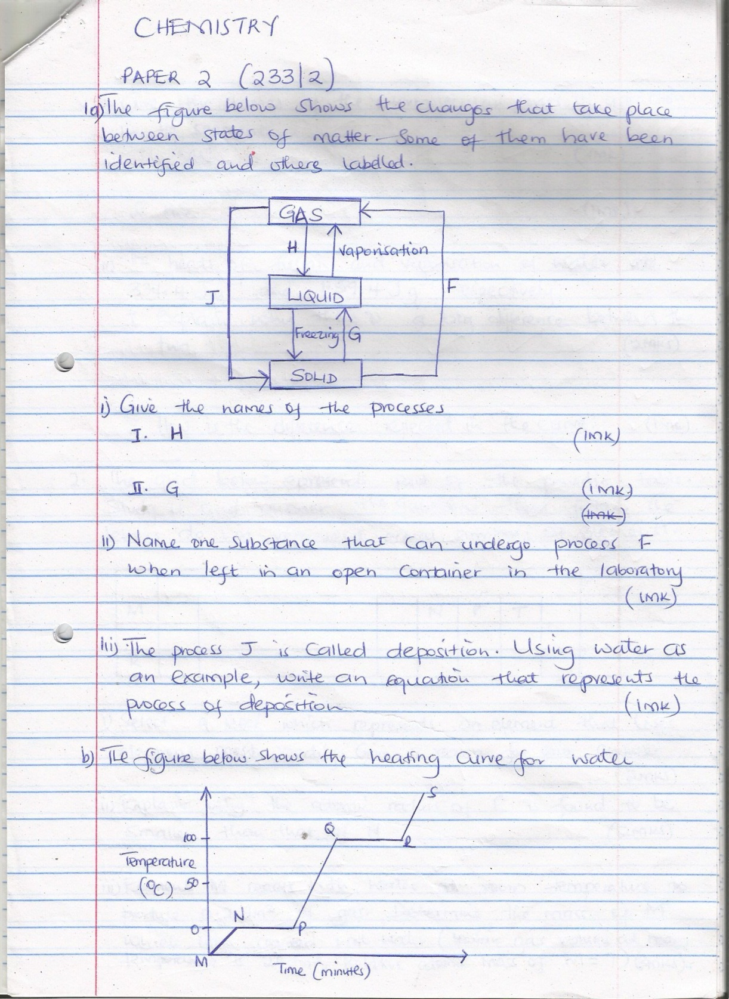 CHEMISTRY
PAPER 2 (233/2)
1a) The figure below shows the changes that take place
between states of matter. Some of them have been
identified and others labelled.
GAS
H
Vaporisation
J
LIQUID
F
Freezing
G
SOLID
i) Give the names of the processes
I. H (1mk)
II. G (1mk)
(1mk)
ii) Name one substance that can undergo process F
when left in an open container in the laboratory
(1mk)
iii) The process J is called deposition. Using water as
an example, write an equation that represents the
process of deposition (1mk)
b) The figure below shows the heating curve for water
S
Q
100
R
Temperature
(°C)
50
N
0
P
M
Time (minutes)